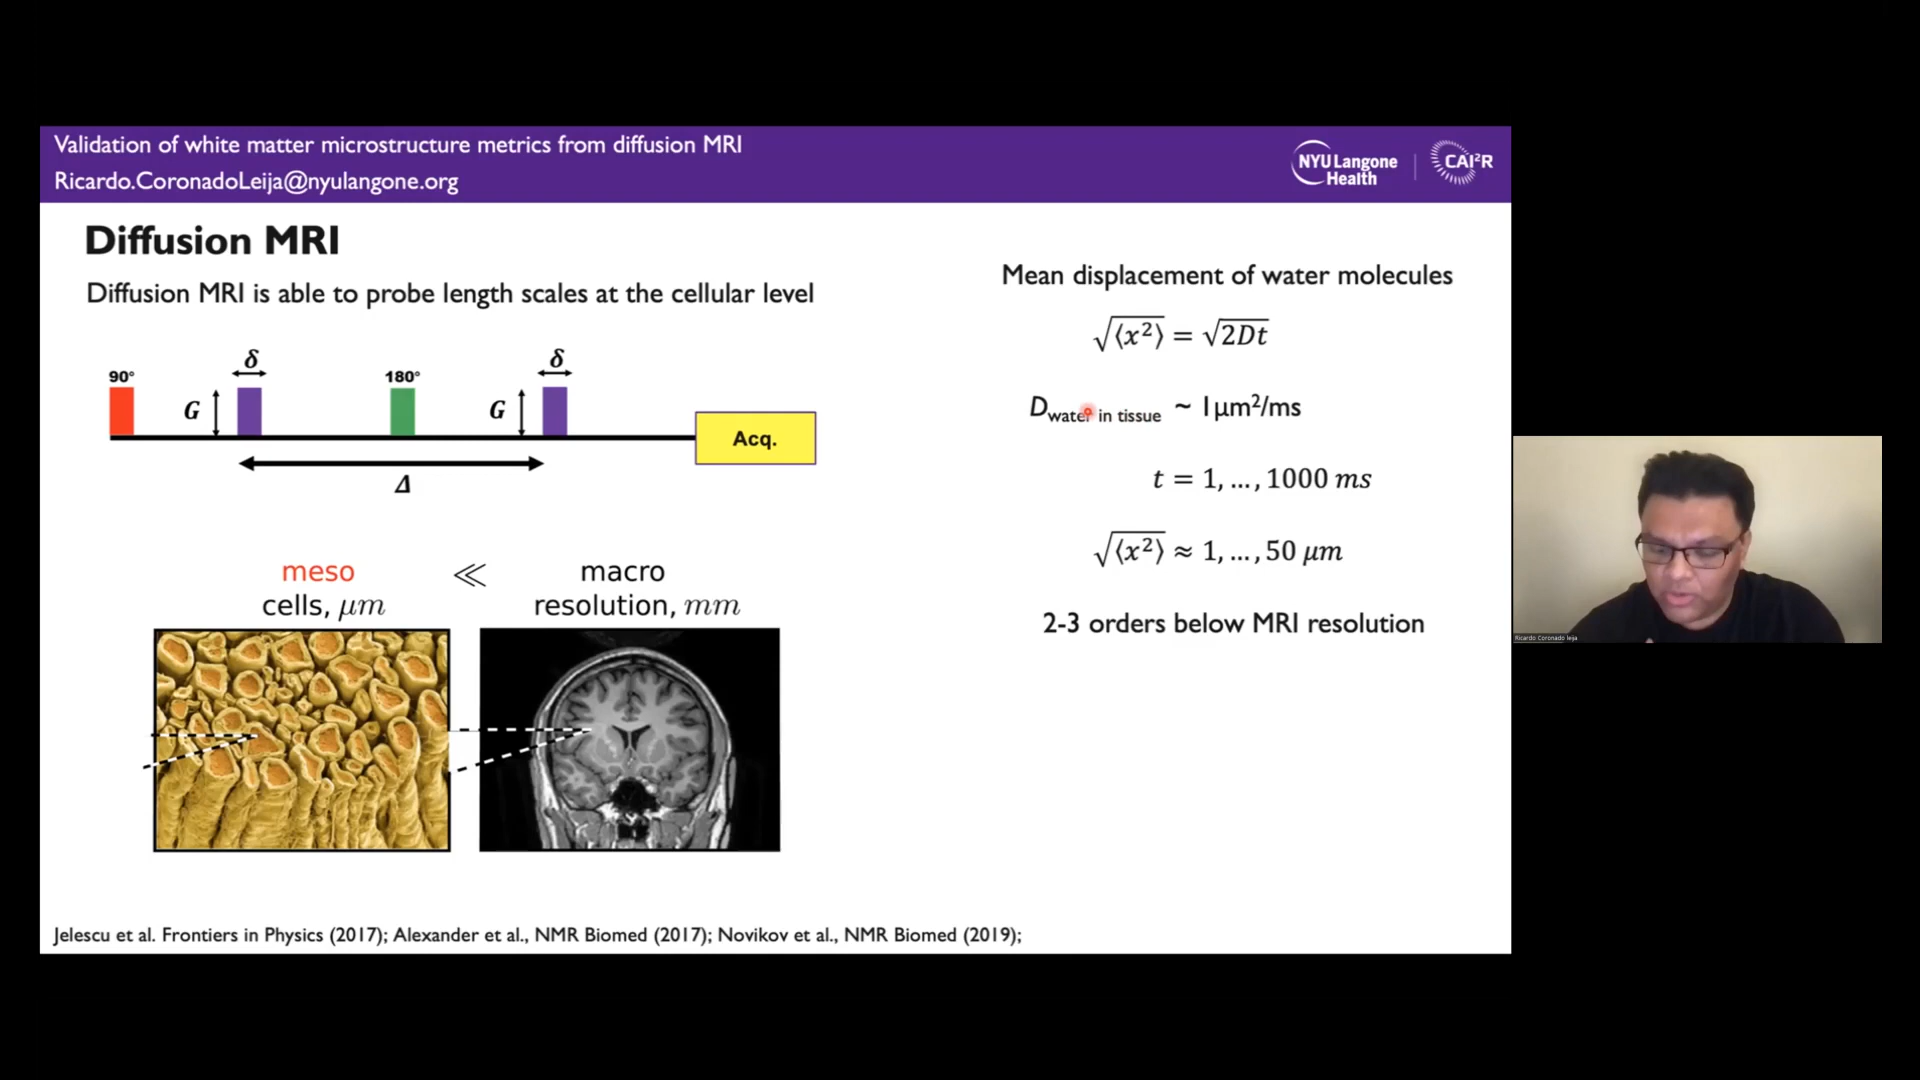 Validation of white matter microstructure metrics from diffusion MRI
Ricardo.CoronadoLeija@nyulangone.org
NYU Langone Health
CAI²R
Diffusion MRI
Diffusion MRI is able to probe length scales at the cellular level
90°
G
δ
180°
G
δ
Acq.
Δ
meso
cells, μm
≪
macro
resolution, mm
Mean displacement of water molecules
√⟨x²⟩ = √2Dt
D water in tissue ~ 1μm²/ms
t = 1, …, 1000 ms
√⟨x²⟩ ≈ 1, …, 50 μm
2-3 orders below MRI resolution
Jelescu et al. Frontiers in Physics (2017); Alexander et al., NMR Biomed (2017); Novikov et al., NMR Biomed (2019);
Ricardo Coronado leija